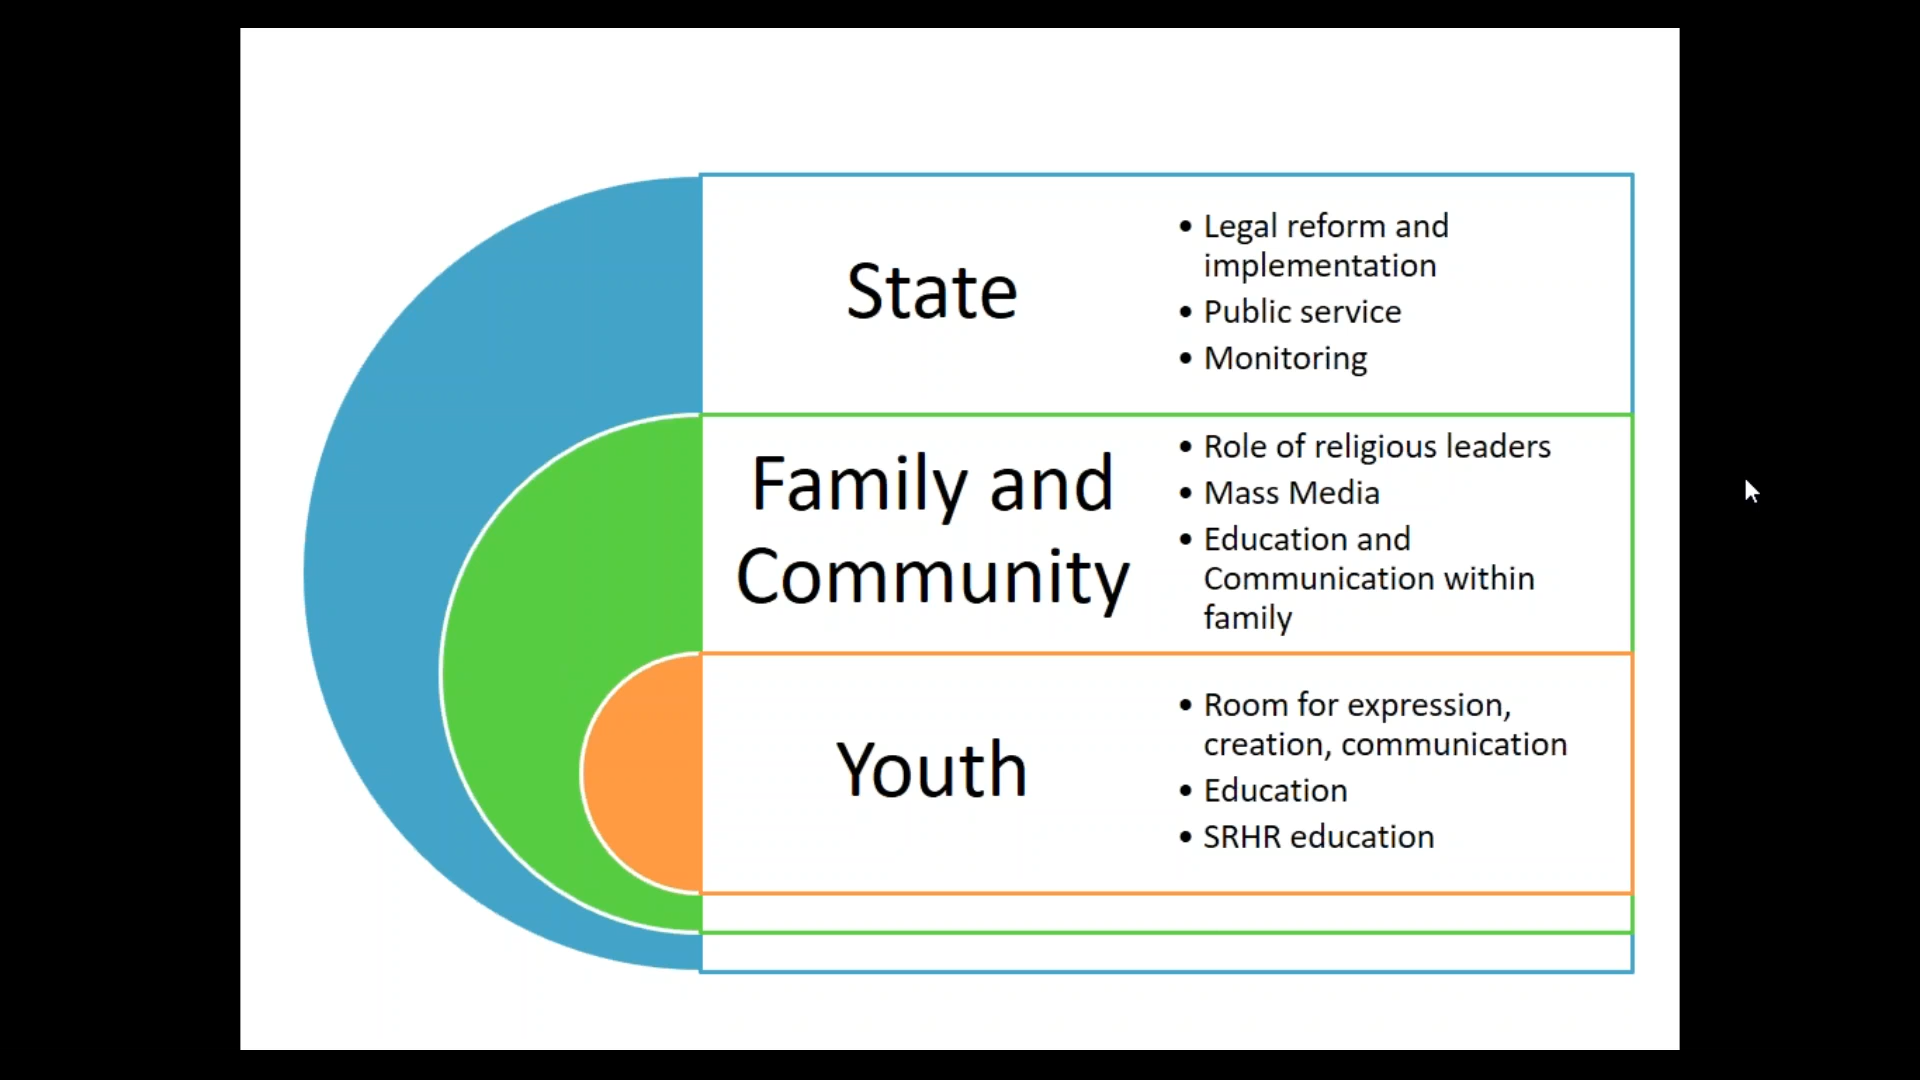 State
• Legal reform and
implementation
• Public service
• Monitoring
Family and
Community
• Role of religious leaders
• Mass Media
• Education and
Communication within
family
Youth
• Room for expression,
creation, communication
• Education
• SRHR education